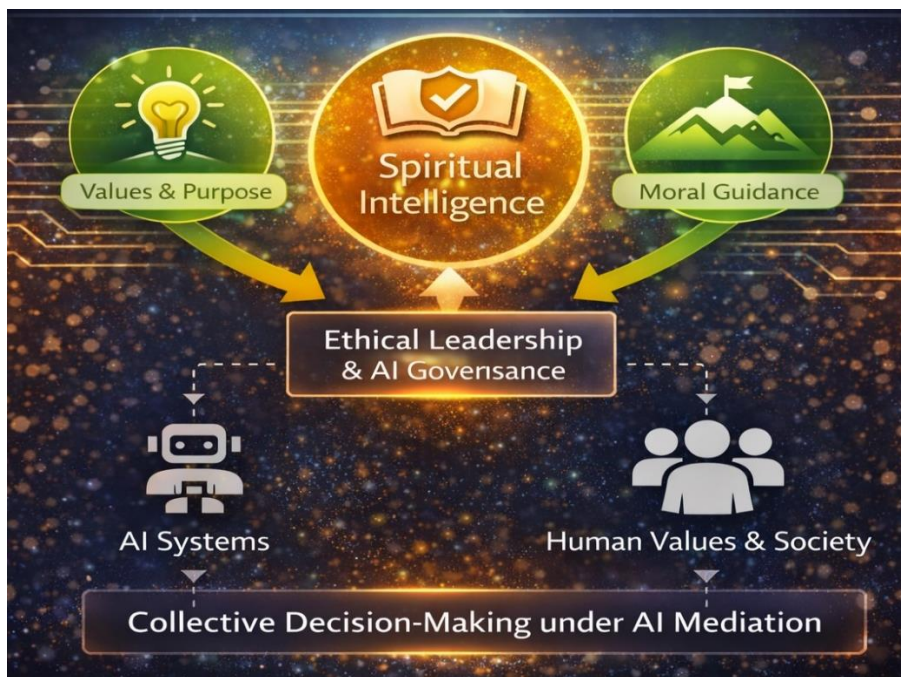 Spiritual
Intelligence
Values & Purpose
Moral Guidance
Ethical Leadership
& AI Govensance
AI Systems
Human Values & Society
Collective Decision-Making under AI Mediation